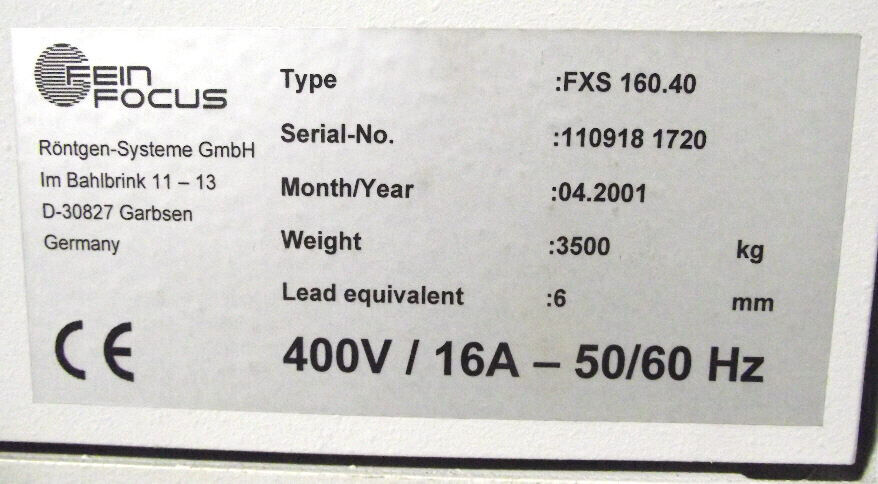 FEIN
FOCUS
Röntgen-Systeme GmbH
Im Bahlbrink 11 – 13
D-30827 Garbsen
Germany
CE
Type :FXS 160.40
Serial-No. :110918 1720
Month/Year :04.2001
Weight :3500 kg
Lead equivalent :6 mm
400V / 16A – 50/60 Hz